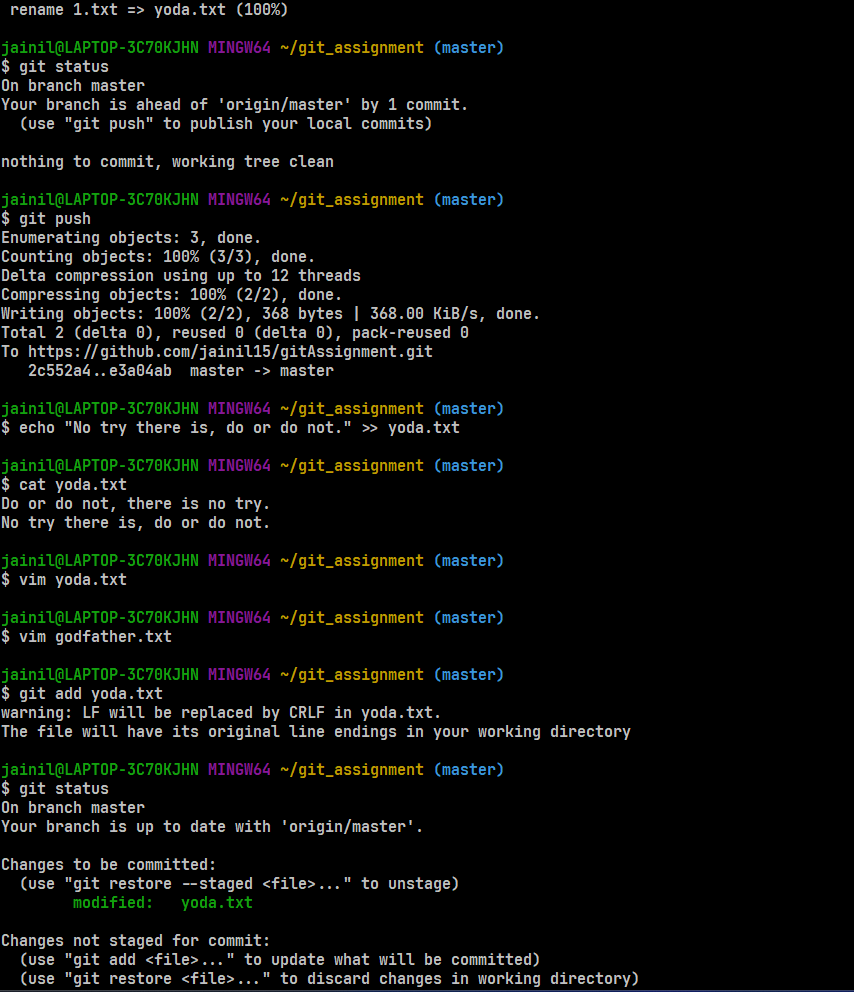 rename 1.txt => yoda.txt (100%)

jainil@LAPTOP-3C70KJHN MINGW64 ~/git_assignment (master)
$ git status
On branch master
Your branch is ahead of 'origin/master' by 1 commit.
  (use "git push" to publish your local commits)

nothing to commit, working tree clean

jainil@LAPTOP-3C70KJHN MINGW64 ~/git_assignment (master)
$ git push
Enumerating objects: 3, done.
Counting objects: 100% (3/3), done.
Delta compression using up to 12 threads
Compressing objects: 100% (2/2), done.
Writing objects: 100% (2/2), 368 bytes | 368.00 KiB/s, done.
Total 2 (delta 0), reused 0 (delta 0), pack-reused 0
To https://github.com/jainil15/gitAssignment.git
   2c552a4..e3a04ab  master -> master

jainil@LAPTOP-3C70KJHN MINGW64 ~/git_assignment (master)
$ echo "No try there is, do or do not." >> yoda.txt

jainil@LAPTOP-3C70KJHN MINGW64 ~/git_assignment (master)
$ cat yoda.txt
Do or do not, there is no try.
No try there is, do or do not.

jainil@LAPTOP-3C70KJHN MINGW64 ~/git_assignment (master)
$ vim yoda.txt

jainil@LAPTOP-3C70KJHN MINGW64 ~/git_assignment (master)
$ vim godfather.txt

jainil@LAPTOP-3C70KJHN MINGW64 ~/git_assignment (master)
$ git add yoda.txt
warning: LF will be replaced by CRLF in yoda.txt.
The file will have its original line endings in your working directory

jainil@LAPTOP-3C70KJHN MINGW64 ~/git_assignment (master)
$ git status
On branch master
Your branch is up to date with 'origin/master'.

Changes to be committed:
  (use "git restore --staged <file>..." to unstage)
        modified:   yoda.txt

Changes not staged for commit:
  (use "git add <file>..." to update what will be committed)
  (use "git restore <file>..." to discard changes in working directory)